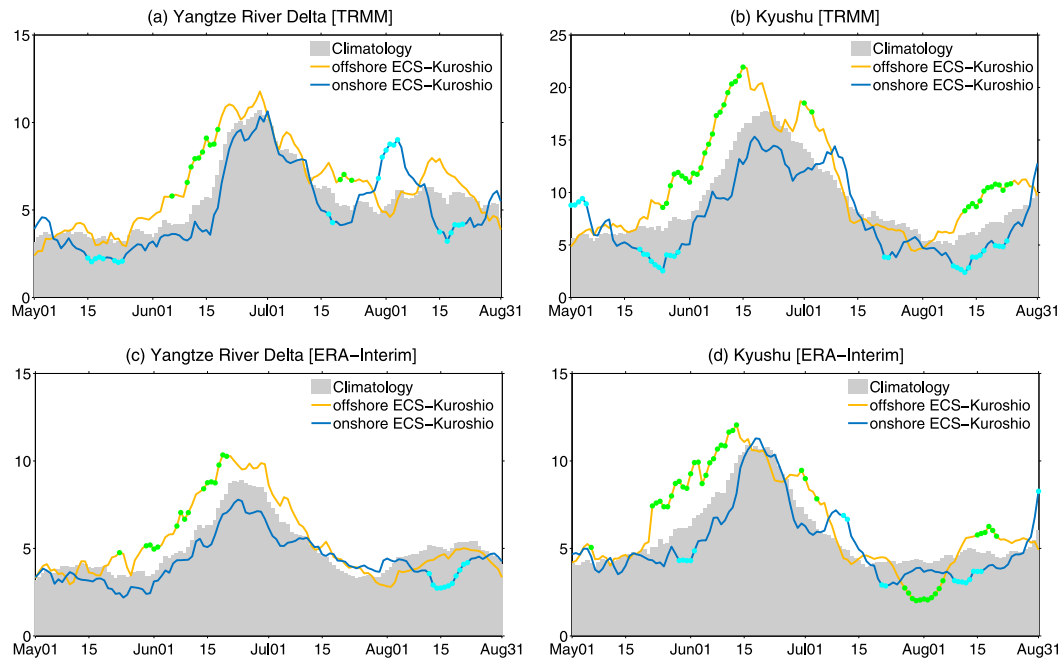 (a) Yangtze River Delta [TRMM]
15
10
5
0
Climatology
offshore ECS−Kuroshio
onshore ECS−Kuroshio
May01 15 Jun01 15 Jul01 15 Aug01 15 Aug31
(b) Kyushu [TRMM]
25
20
15
10
5
0
Climatology
offshore ECS−Kuroshio
onshore ECS−Kuroshio
May01 15 Jun01 15 Jul01 15 Aug01 15 Aug31
(c) Yangtze River Delta [ERA−Interim]
15
10
5
0
Climatology
offshore ECS−Kuroshio
onshore ECS−Kuroshio
May01 15 Jun01 15 Jul01 15 Aug01 15 Aug31
(d) Kyushu [ERA−Interim]
15
10
5
0
Climatology
offshore ECS−Kuroshio
onshore ECS−Kuroshio
May01 15 Jun01 15 Jul01 15 Aug01 15 Aug31